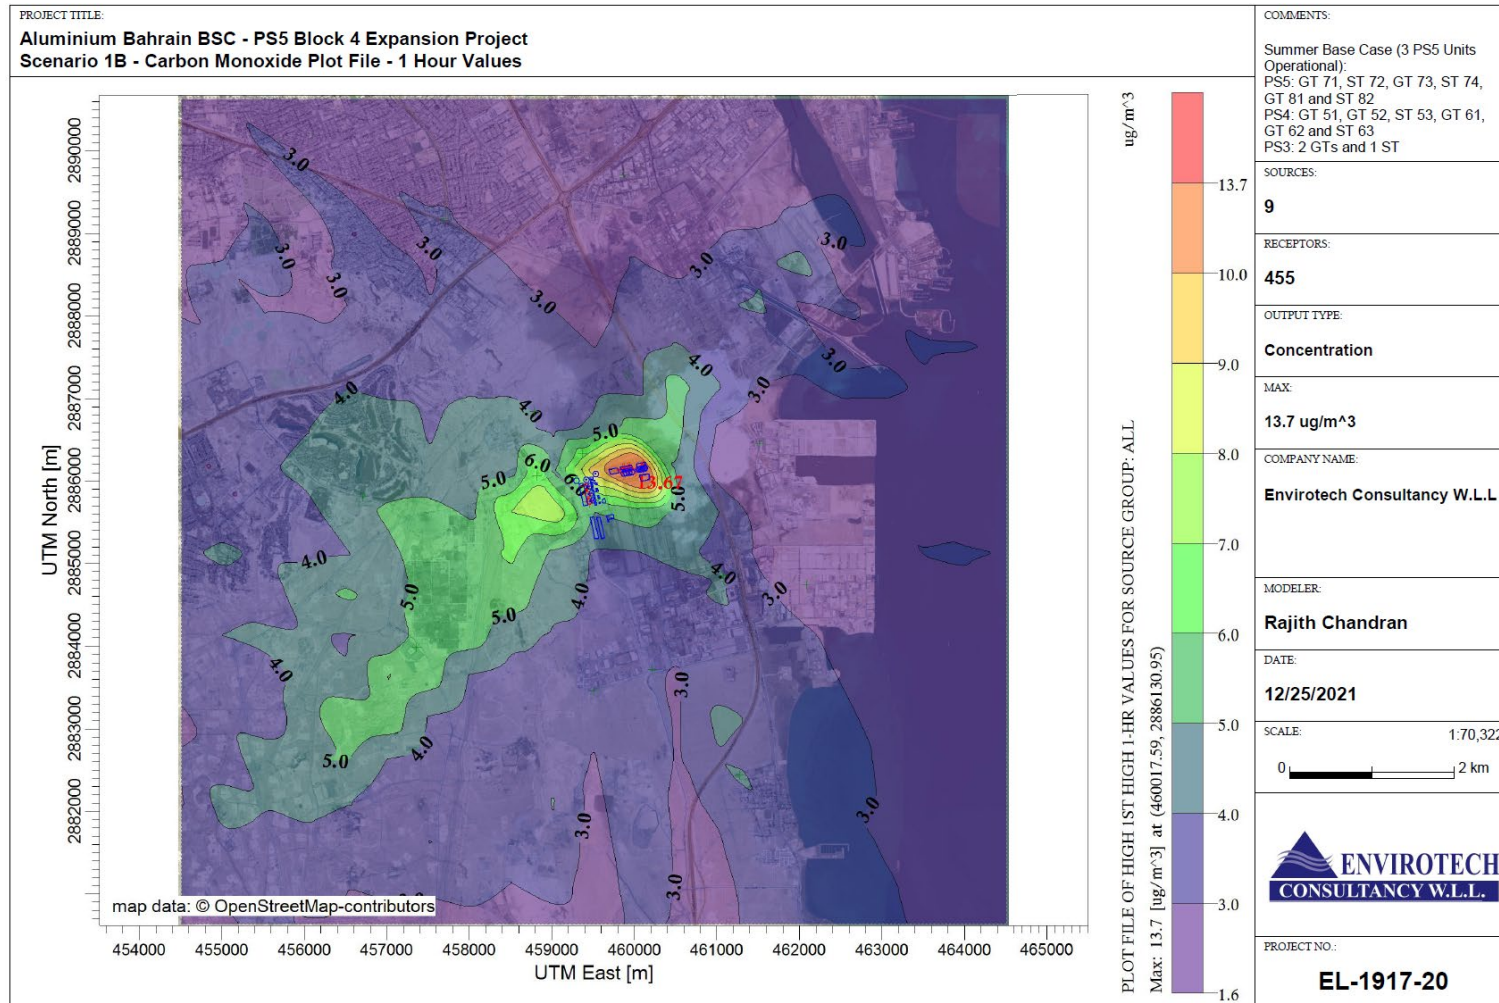 PROJECT TITLE:
Aluminium Bahrain BSC - PS5 Block 4 Expansion Project
Scenario 1B - Carbon Monoxide Plot File - 1 Hour Values
COMMENTS:
Summer Base Case (3 PS5 Units
Operational):
PS5: GT 71, ST 72, GT 73, ST 74,
GT 81 and ST 82
PS4: GT 51, GT 52, ST 53, GT 61,
GT 62 and ST 63
PS3: 2 GTs and 1 ST
SOURCES:
9
RECEPTORS:
455
OUTPUT TYPE:
Concentration
MAX:
13.7 ug/m^3
COMPANY NAME:
Envirotech Consultancy W.L.L
MODELER:
Rajith Chandran
DATE:
12/25/2021
SCALE:
1:70,322
0
2 km
ENVIROTECH
CONSULTANCY W.L.L.
PROJECT NO.:
EL-1917-20
UTM North [m]
2890000
2889000
2888000
2887000
2886000
2885000
2884000
2883000
2882000
3.0
3.0
3.0
3.0
3.0
3.0
3.0
3.0
3.0
4.0
4.0
4.0
5.0
6.0
5.0
6.0
13.67
5.0
4.0
5.0
5.0
4.0
4.0
3.0
4.0
3.0
5.0
4.0
3.0
3.0
3.0
map data: © OpenStreetMap-contributors
454000
455000
456000
457000
458000
459000
460000
461000
462000
463000
464000
465000
UTM East [m]
PLOT FILE OF HIGH 1ST HIGH 1-HR VALUES FOR SOURCE GROUP: ALL
ug/m^3
Max: 13.7 [ug/m^3] at (460017.59, 2886130.95)
13.7
10.0
9.0
8.0
7.0
6.0
5.0
4.0
3.0
1.6